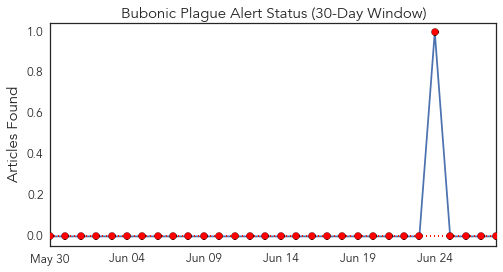 Bubonic Plague Alert Status (30-Day Window)
Articles Found
1.0
0.8
0.6
0.4
0.2
0.0
May 30 Jun 04 Jun 09 Jun 14 Jun 19 Jun 24